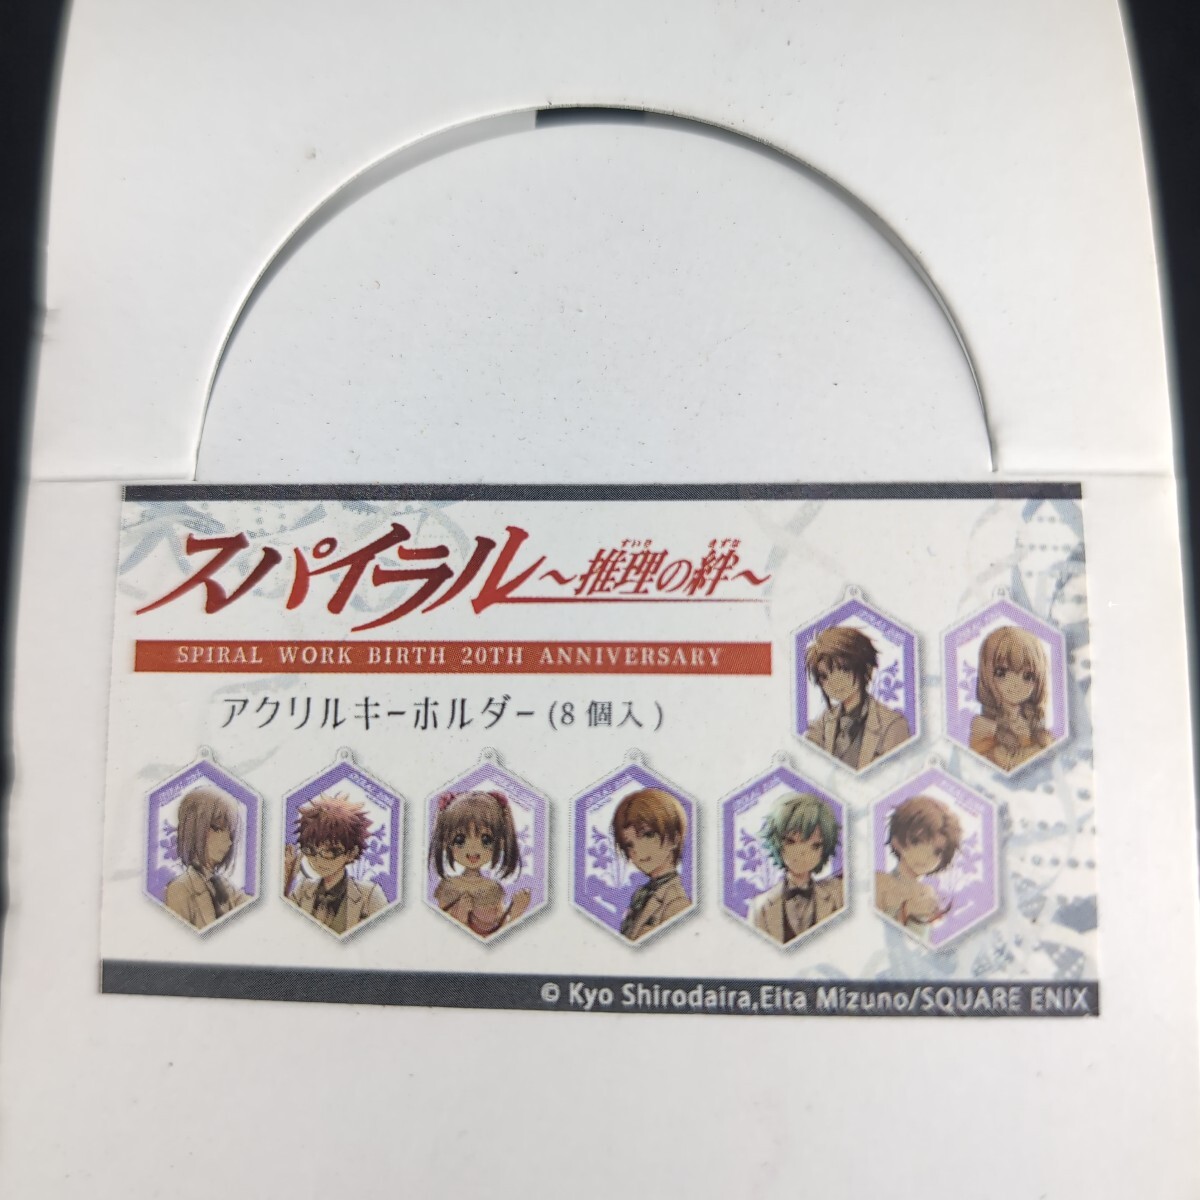 スパイラル～推理の絆～
すいり きずな
SPIRAL WORK BIRTH 20TH ANNIVERSARY
アクリルキーホルダー(8個入)
© Kyo Shirodaira,Eita Mizuno/SQUARE ENIX